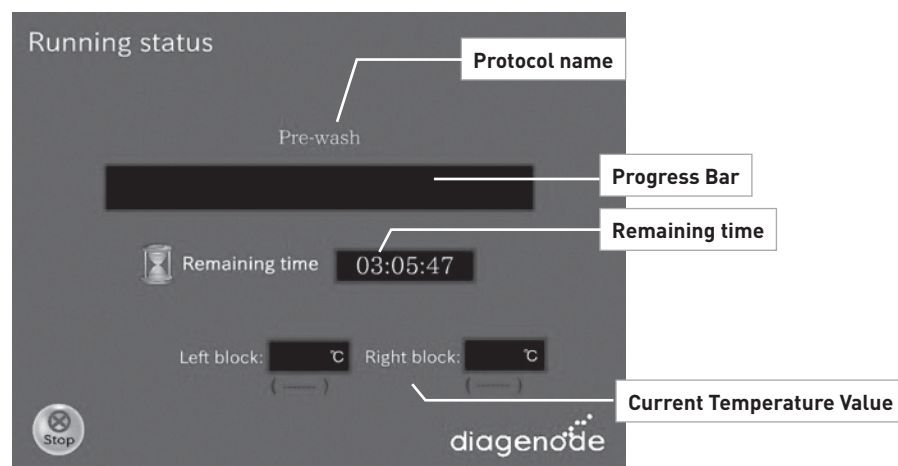 Running status
Protocol name
Pre-wash
Progress Bar
Remaining time
Remaining time 03:05:47
Left block: ℃ Right block: ℃
( ------- ) ( ------- )
Current Temperature Value
Stop
diagenode